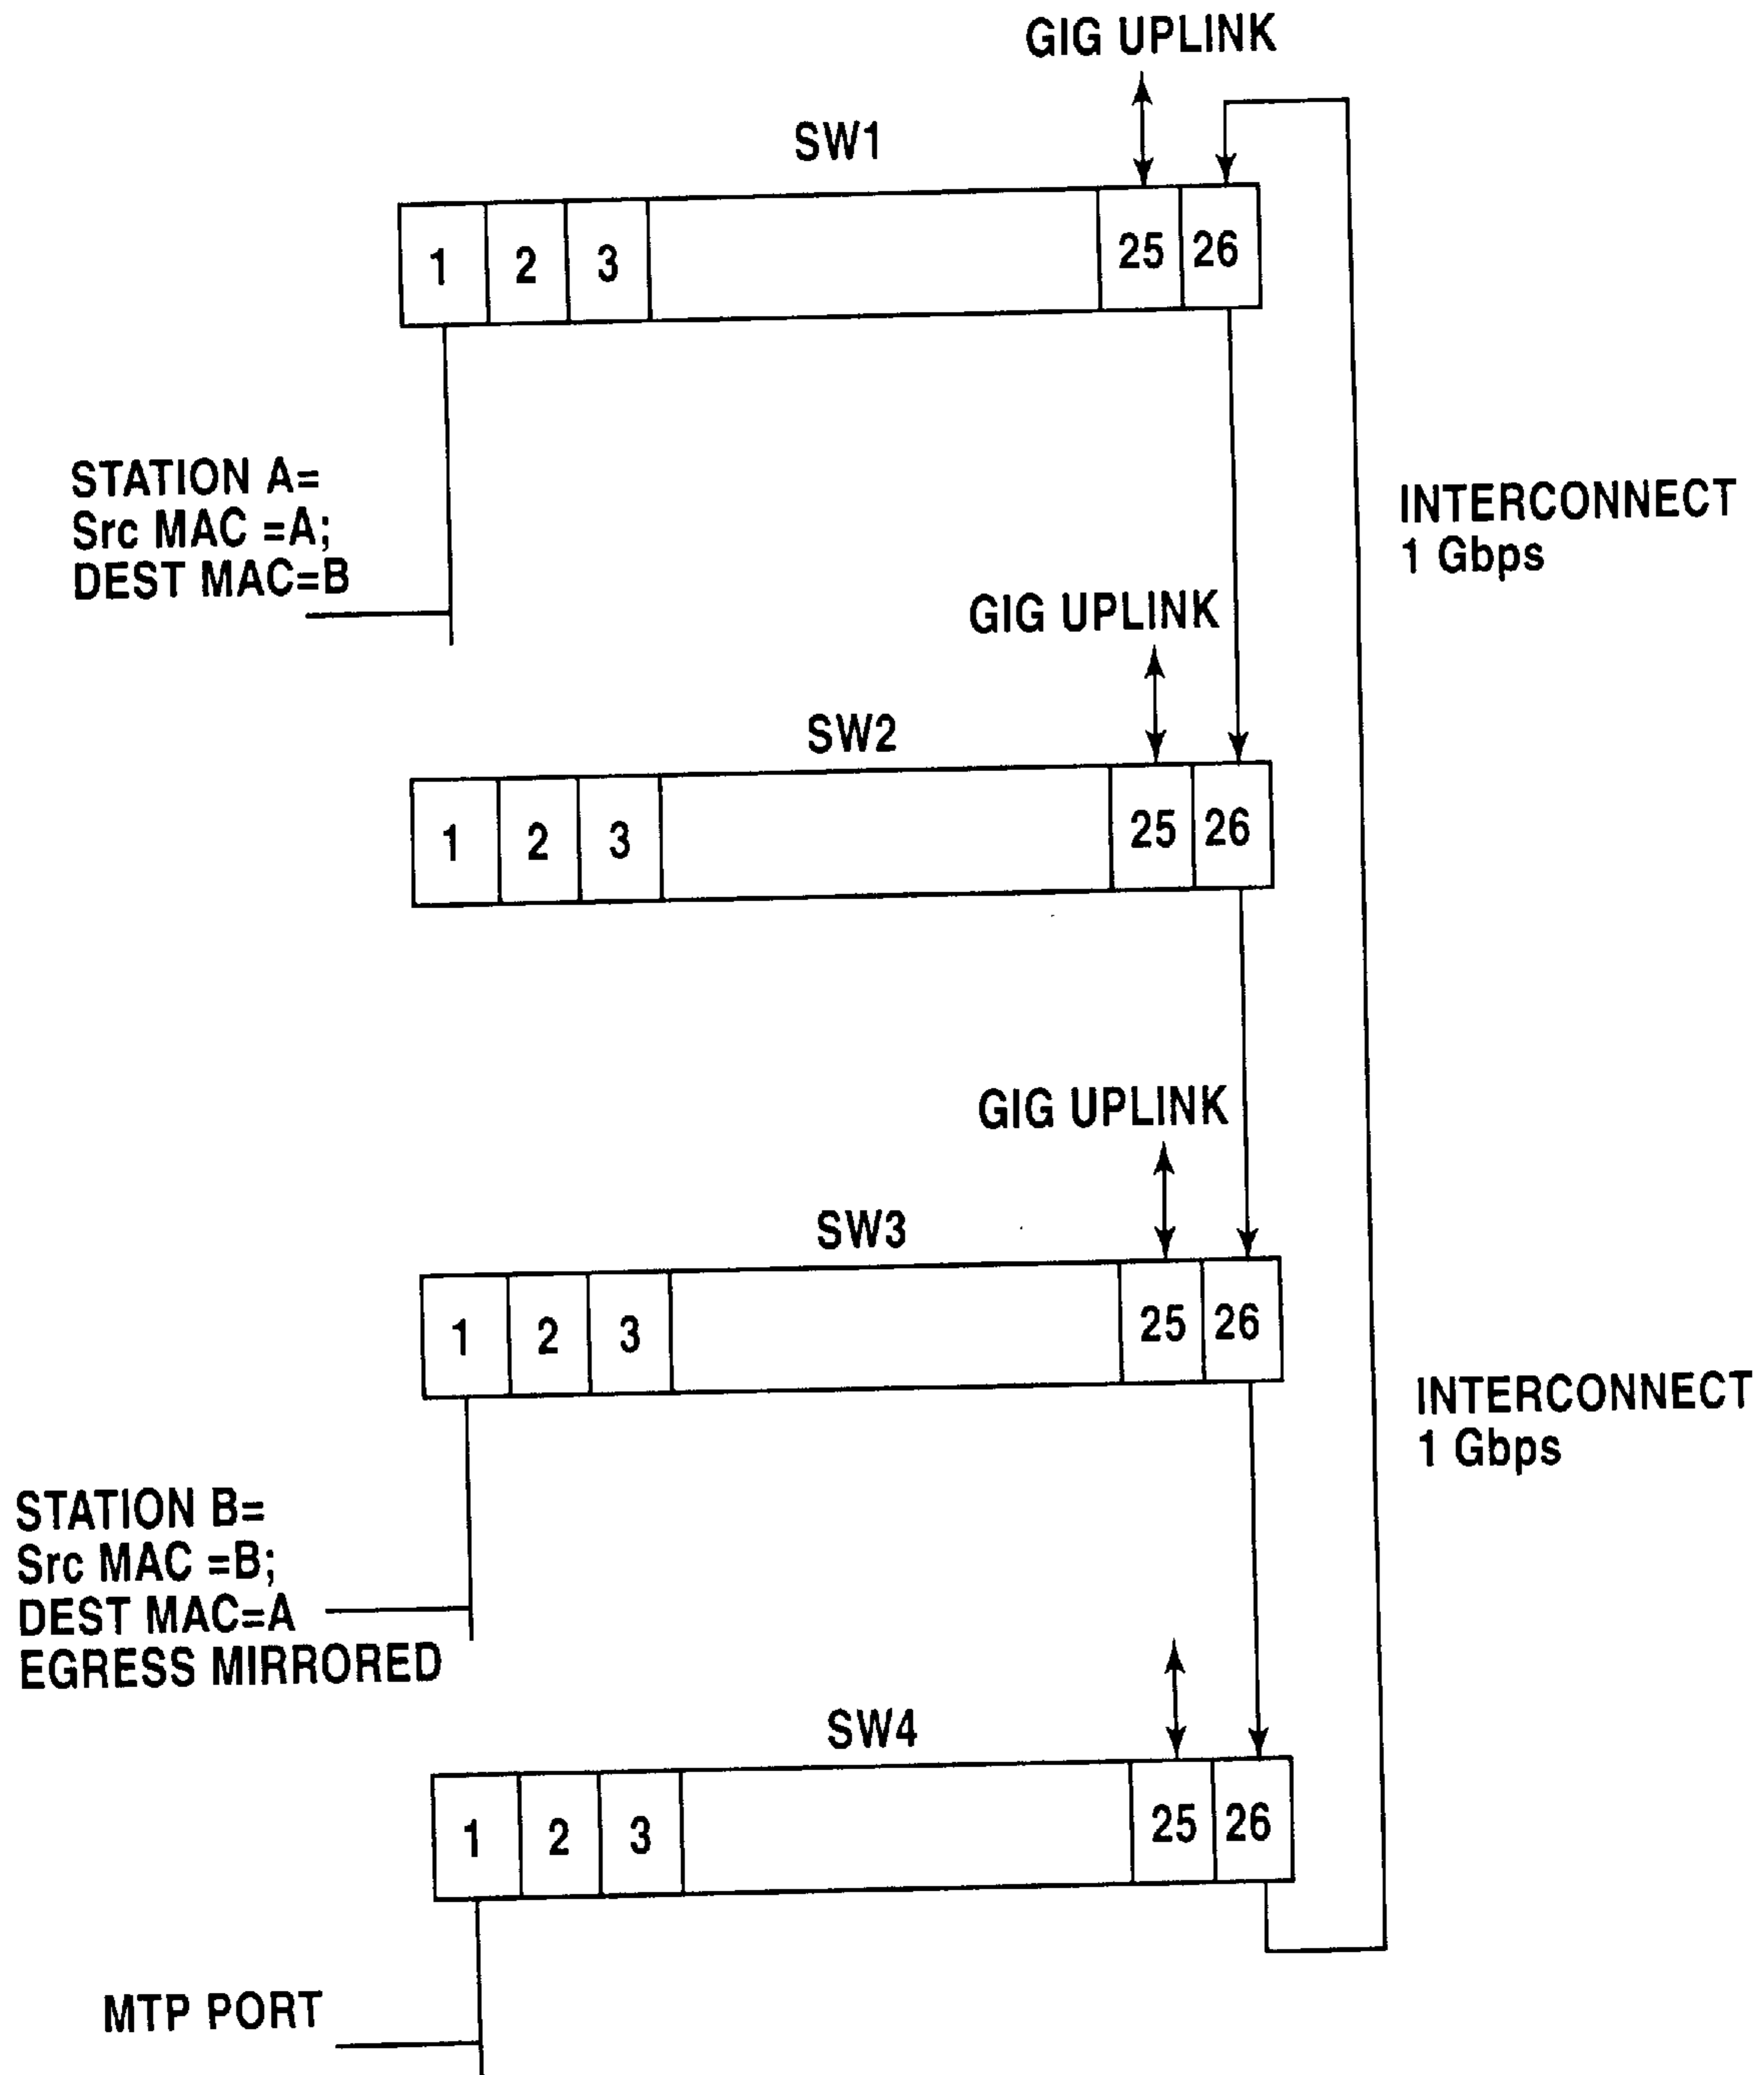 GIG UPLINK
SW1
1 2 3 25 26
STATION A=
Src MAC =A;
DEST MAC=B
INTERCONNECT
1 Gbps
GIG UPLINK
SW2
1 2 3 25 26
GIG UPLINK
SW3
1 2 3 25 26
INTERCONNECT
1 Gbps
STATION B=
Src MAC =B;
DEST MAC=A
EGRESS MIRRORED
SW4
1 2 3 25 26
MTP PORT